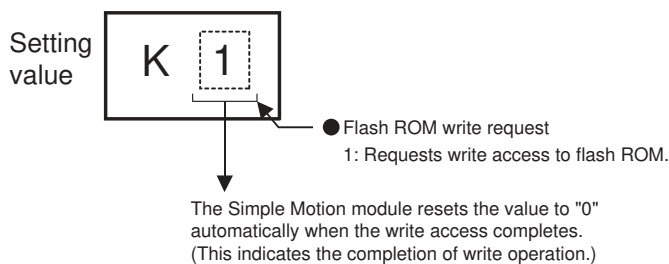 Setting
value
K 1
●Flash ROM write request
1: Requests write access to flash ROM.
The Simple Motion module resets the value to "0"
automatically when the write access completes.
(This indicates the completion of write operation.)